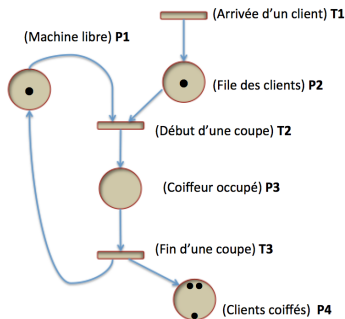 (Arrivée d'un client) T1
(Machine libre) P1
(File des clients) P2
(Début d'une coupe) T2
(Coiffeur occupé) P3
(Fin d'une coupe) T3
(Clients coiffés) P4